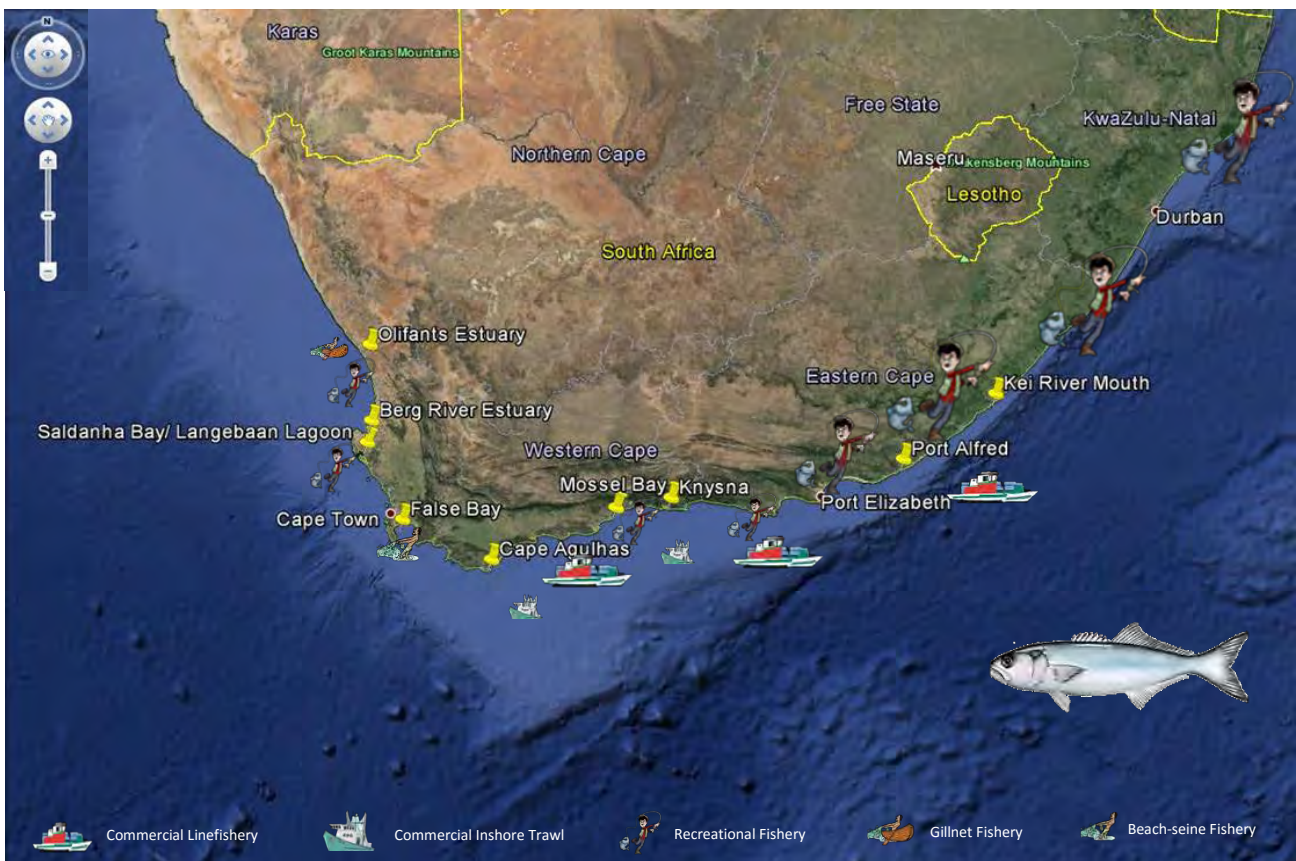 N
Karas
Groot Karas Mountains
Free State
KwaZulu-Natal
Northern Cape
Maseru
kensberg Mountains
Lesotho
Durban
South Africa
Olifants Estuary
Eastern Cape
Kei River Mouth
Berg River Estuary
Saldanha Bay/ Langebaan Lagoon
Western Cape
Port Alfred
Mossel Bay
Knysna
Port Elizabeth
False Bay
Cape Town
Cape Agulhas
Commercial Linefishery
Commercial Inshore Trawl
Recreational Fishery
Gillnet Fishery
Beach-seine Fishery